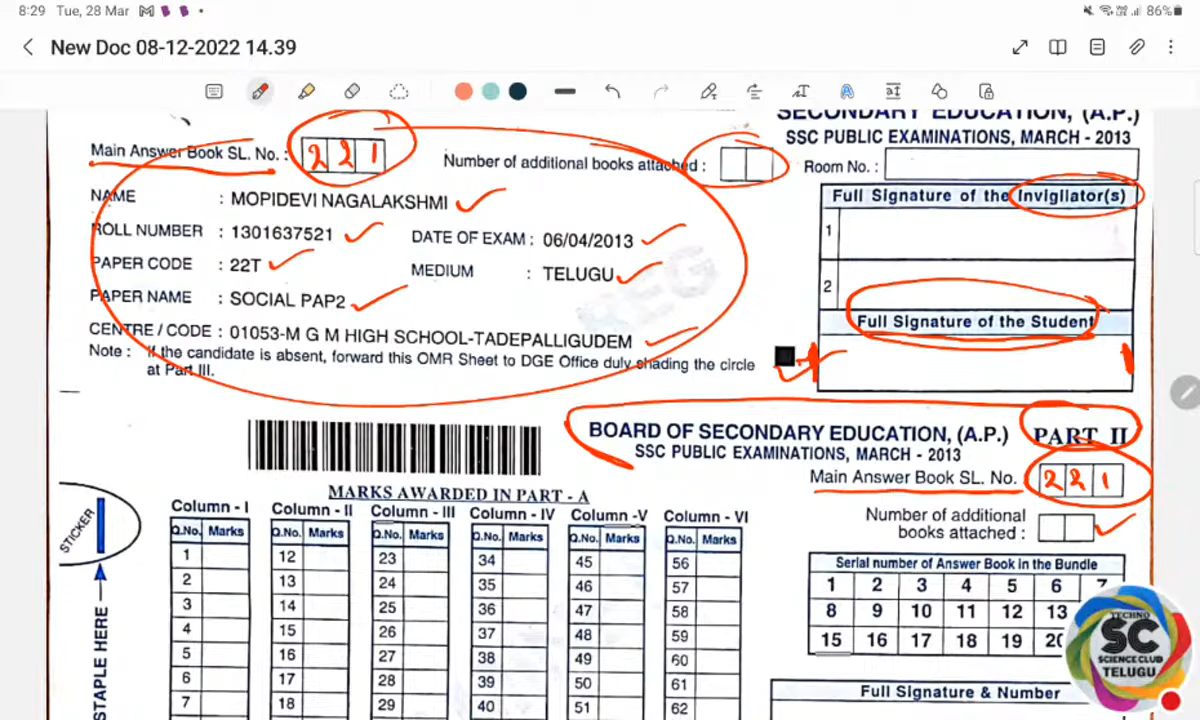 8:29 Tue, 28 Mar
86%
New Doc 08-12-2022 14.39
SECONDARY EDUCATION, (A.P.)
SSC PUBLIC EXAMINATIONS, MARCH - 2013
Main Answer Book SL. No. : 2 2 1
Number of additional books attached :
Room No. :
NAME : MOPIDEVI NAGALAKSHMI
ROLL NUMBER : 1301637521
DATE OF EXAM : 06/04/2013
PAPER CODE : 22T
MEDIUM : TELUGU
PAPER NAME : SOCIAL PAP2
CENTRE / CODE : 01053-M G M HIGH SCHOOL-TADEPALLIGUDEM
Note : If the candidate is absent, forward this OMR Sheet to DGE Office duly shading the circle
at Part III.
Full Signature of the Invigilator(s)
1
2
Full Signature of the Student
BOARD OF SECONDARY EDUCATION, (A.P.) PART II
SSC PUBLIC EXAMINATIONS, MARCH - 2013
Main Answer Book SL. No. 2 2 1
Number of additional
books attached :
Serial number of Answer Book in the Bundle
1 2 3 4 5 6 7
8 9 10 11 12 13
15 16 17 18 19
Full Signature & Number
STICKER
STAPLE HERE
MARKS AWARDED IN PART - A
Column - I Column - II Column - III Column - IV Column -V Column - VI
Q.No. Marks Q.No. Marks Q.No. Marks Q.No. Marks Q.No. Marks Q.No. Marks
1 12 23 34 45 56
2 13 24 35 46 57
3 14 25 36 47 58
4 15 26 37 48 59
5 16 27 38 49 60
6 17 28 39 50 61
7 18 29 40 51 62
TECHNO
SC
SCIENCE CLUB
TELUGU